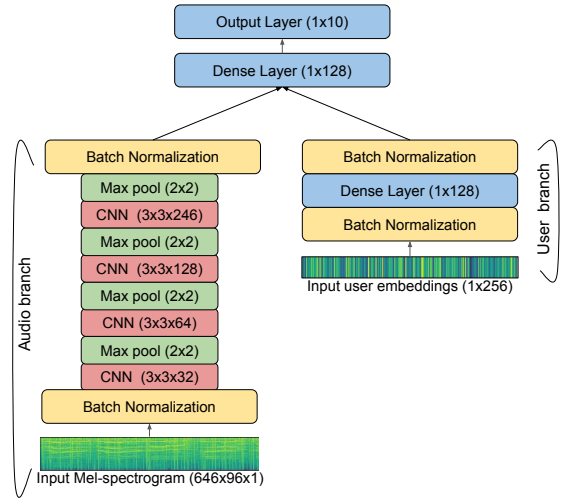 Output Layer (1x10)
Dense Layer (1x128)
Batch Normalization
Max pool (2x2)
CNN (3x3x246)
Max pool (2x2)
CNN (3x3x128)
Max pool (2x2)
CNN (3x3x64)
Max pool (2x2)
CNN (3x3x32)
Batch Normalization
Input Mel-spectrogram (646x96x1)
Audio branch
Batch Normalization
Dense Layer (1x128)
Batch Normalization
Input user embeddings (1x256)
User branch